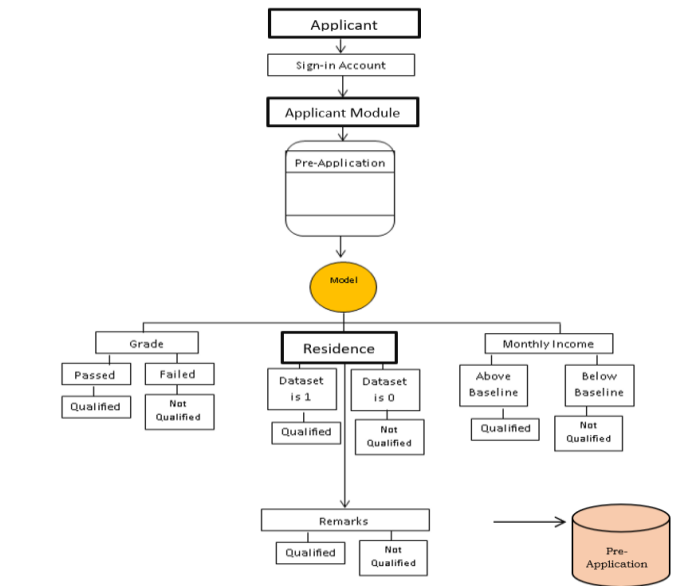 Applicant
Sign-in Account
Applicant Module
Pre-Application
Model
Grade
Residence
Monthly Income
Passed
Failed
Dataset
is 1
Dataset
is 0
Above
Baseline
Below
Baseline
Qualified
Not
Qualified
Qualified
Not
Qualified
Qualified
Not
Qualified
Remarks
Qualified
Not
Qualified
Pre-
Application